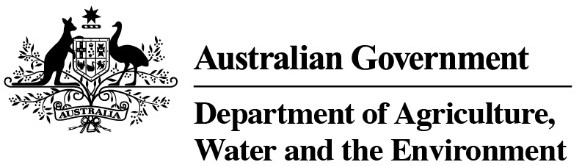 AUSTRALIA
Australian Government
Department of Agriculture,
Water and the Environment